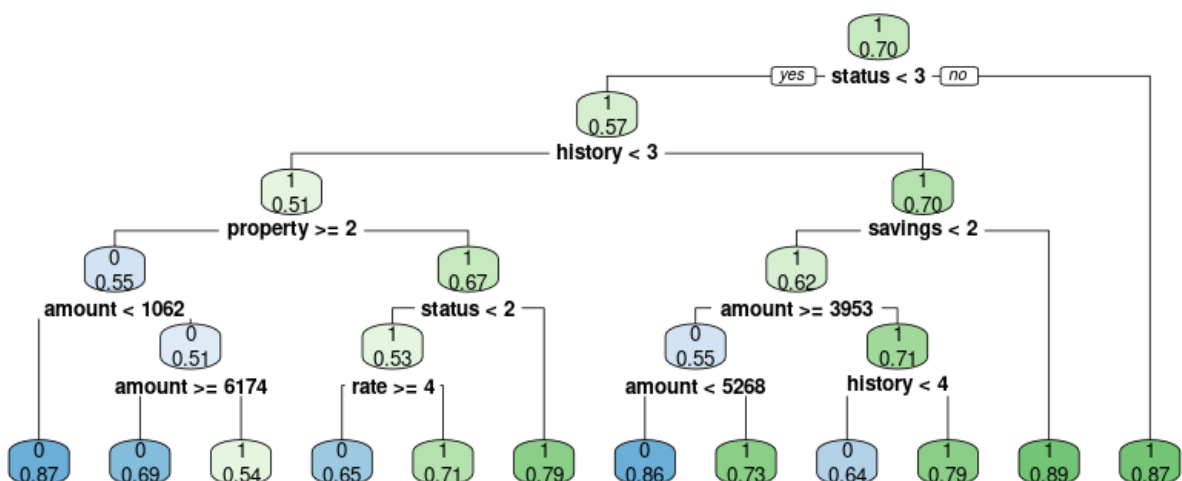 1
0.70
yes status < 3 no
1
0.57
history < 3
1 1
0.51 0.70
property >= 2 savings < 2
0 1 1
0.55 0.67 0.62
amount < 1062 status < 2 amount >= 3953
0 1 0 1
0.51 0.53 0.55 0.71
amount >= 6174 rate >= 4 amount < 5268 history < 4
0 0 1 0 1 1 0 1 0 1 1 1
0.87 0.69 0.54 0.65 0.71 0.79 0.86 0.73 0.64 0.79 0.89 0.87